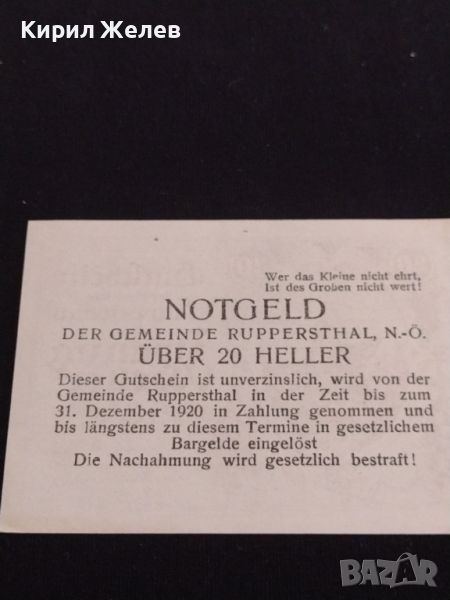 Кирил Желев
Wer das Kleine nicht ehrt,
Ist des Großen nicht wert!
NOTGELD
DER GEMEINDE RUPPERSTHAL, N.-Ö.
ÜBER 20 HELLER
Dieser Gutschein ist unverzinslich, wird von der
Gemeinde Ruppersthal in der Zeit bis zum
31. Dezember 1920 in Zahlung genommen und
bis längstens zu diesem Termine in gesetzlichem
Bargelde eingelöst
Die Nachahmung wird gesetzlich bestraft!
BAZAR